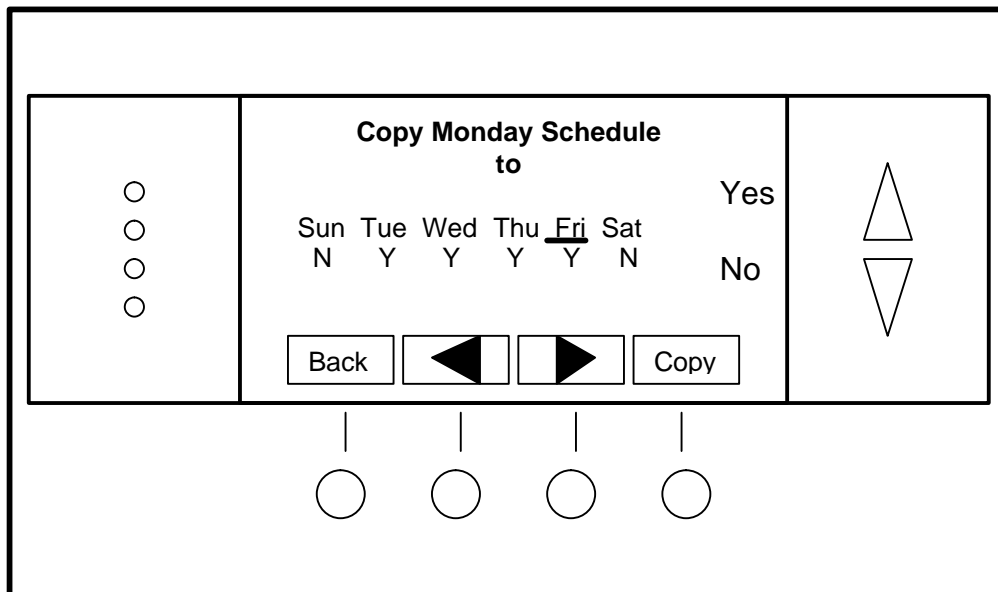 Copy Monday Schedule
to
Yes
Sun Tue Wed Thu Fri Sat
N Y Y Y Y N
No
Back Copy